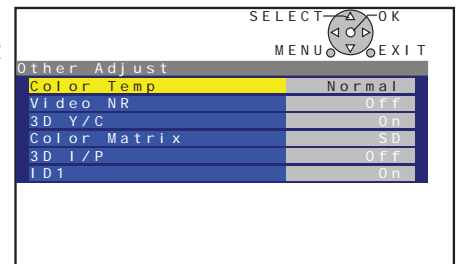 SELECT OK
MENU EXIT
Other Adjust
Color Temp Normal
Video NR Off
3D Y/C On
Color Matrix SD
3D I/P Off
ID1 On